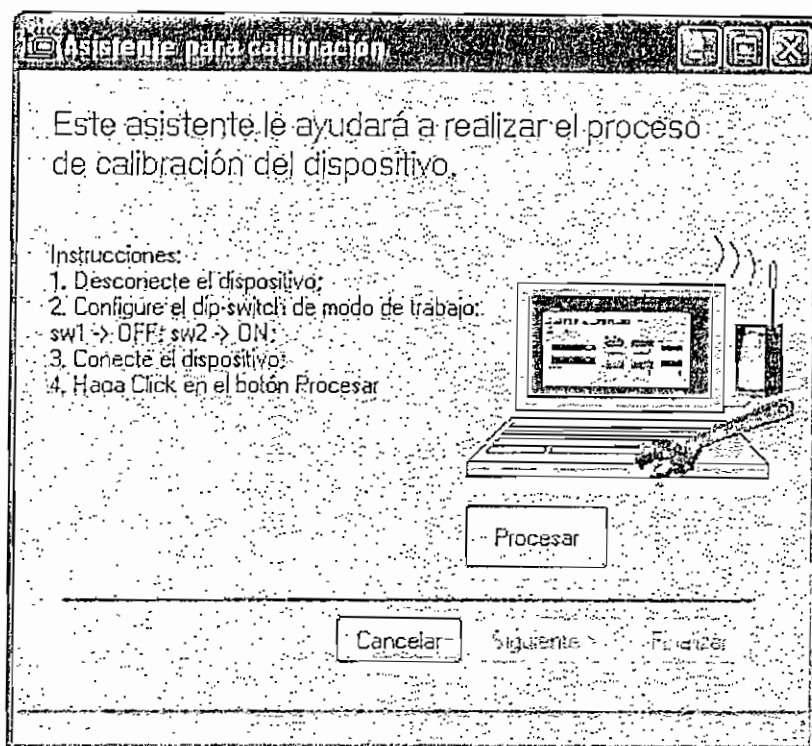 Asistente para calibración
Este asistente le ayudará a realizar el proceso
de calibración del dispositivo.
Instrucciones:
1. Desconecte el dispositivo;
2. Configure el dip-switch de modo de trabajo:
sw1 -> OFF; sw2 -> ON;
3. Conecte el dispositivo;
4. Haga Click en el botón Procesar
Procesar
Cancelar Siguiente > Finalizar